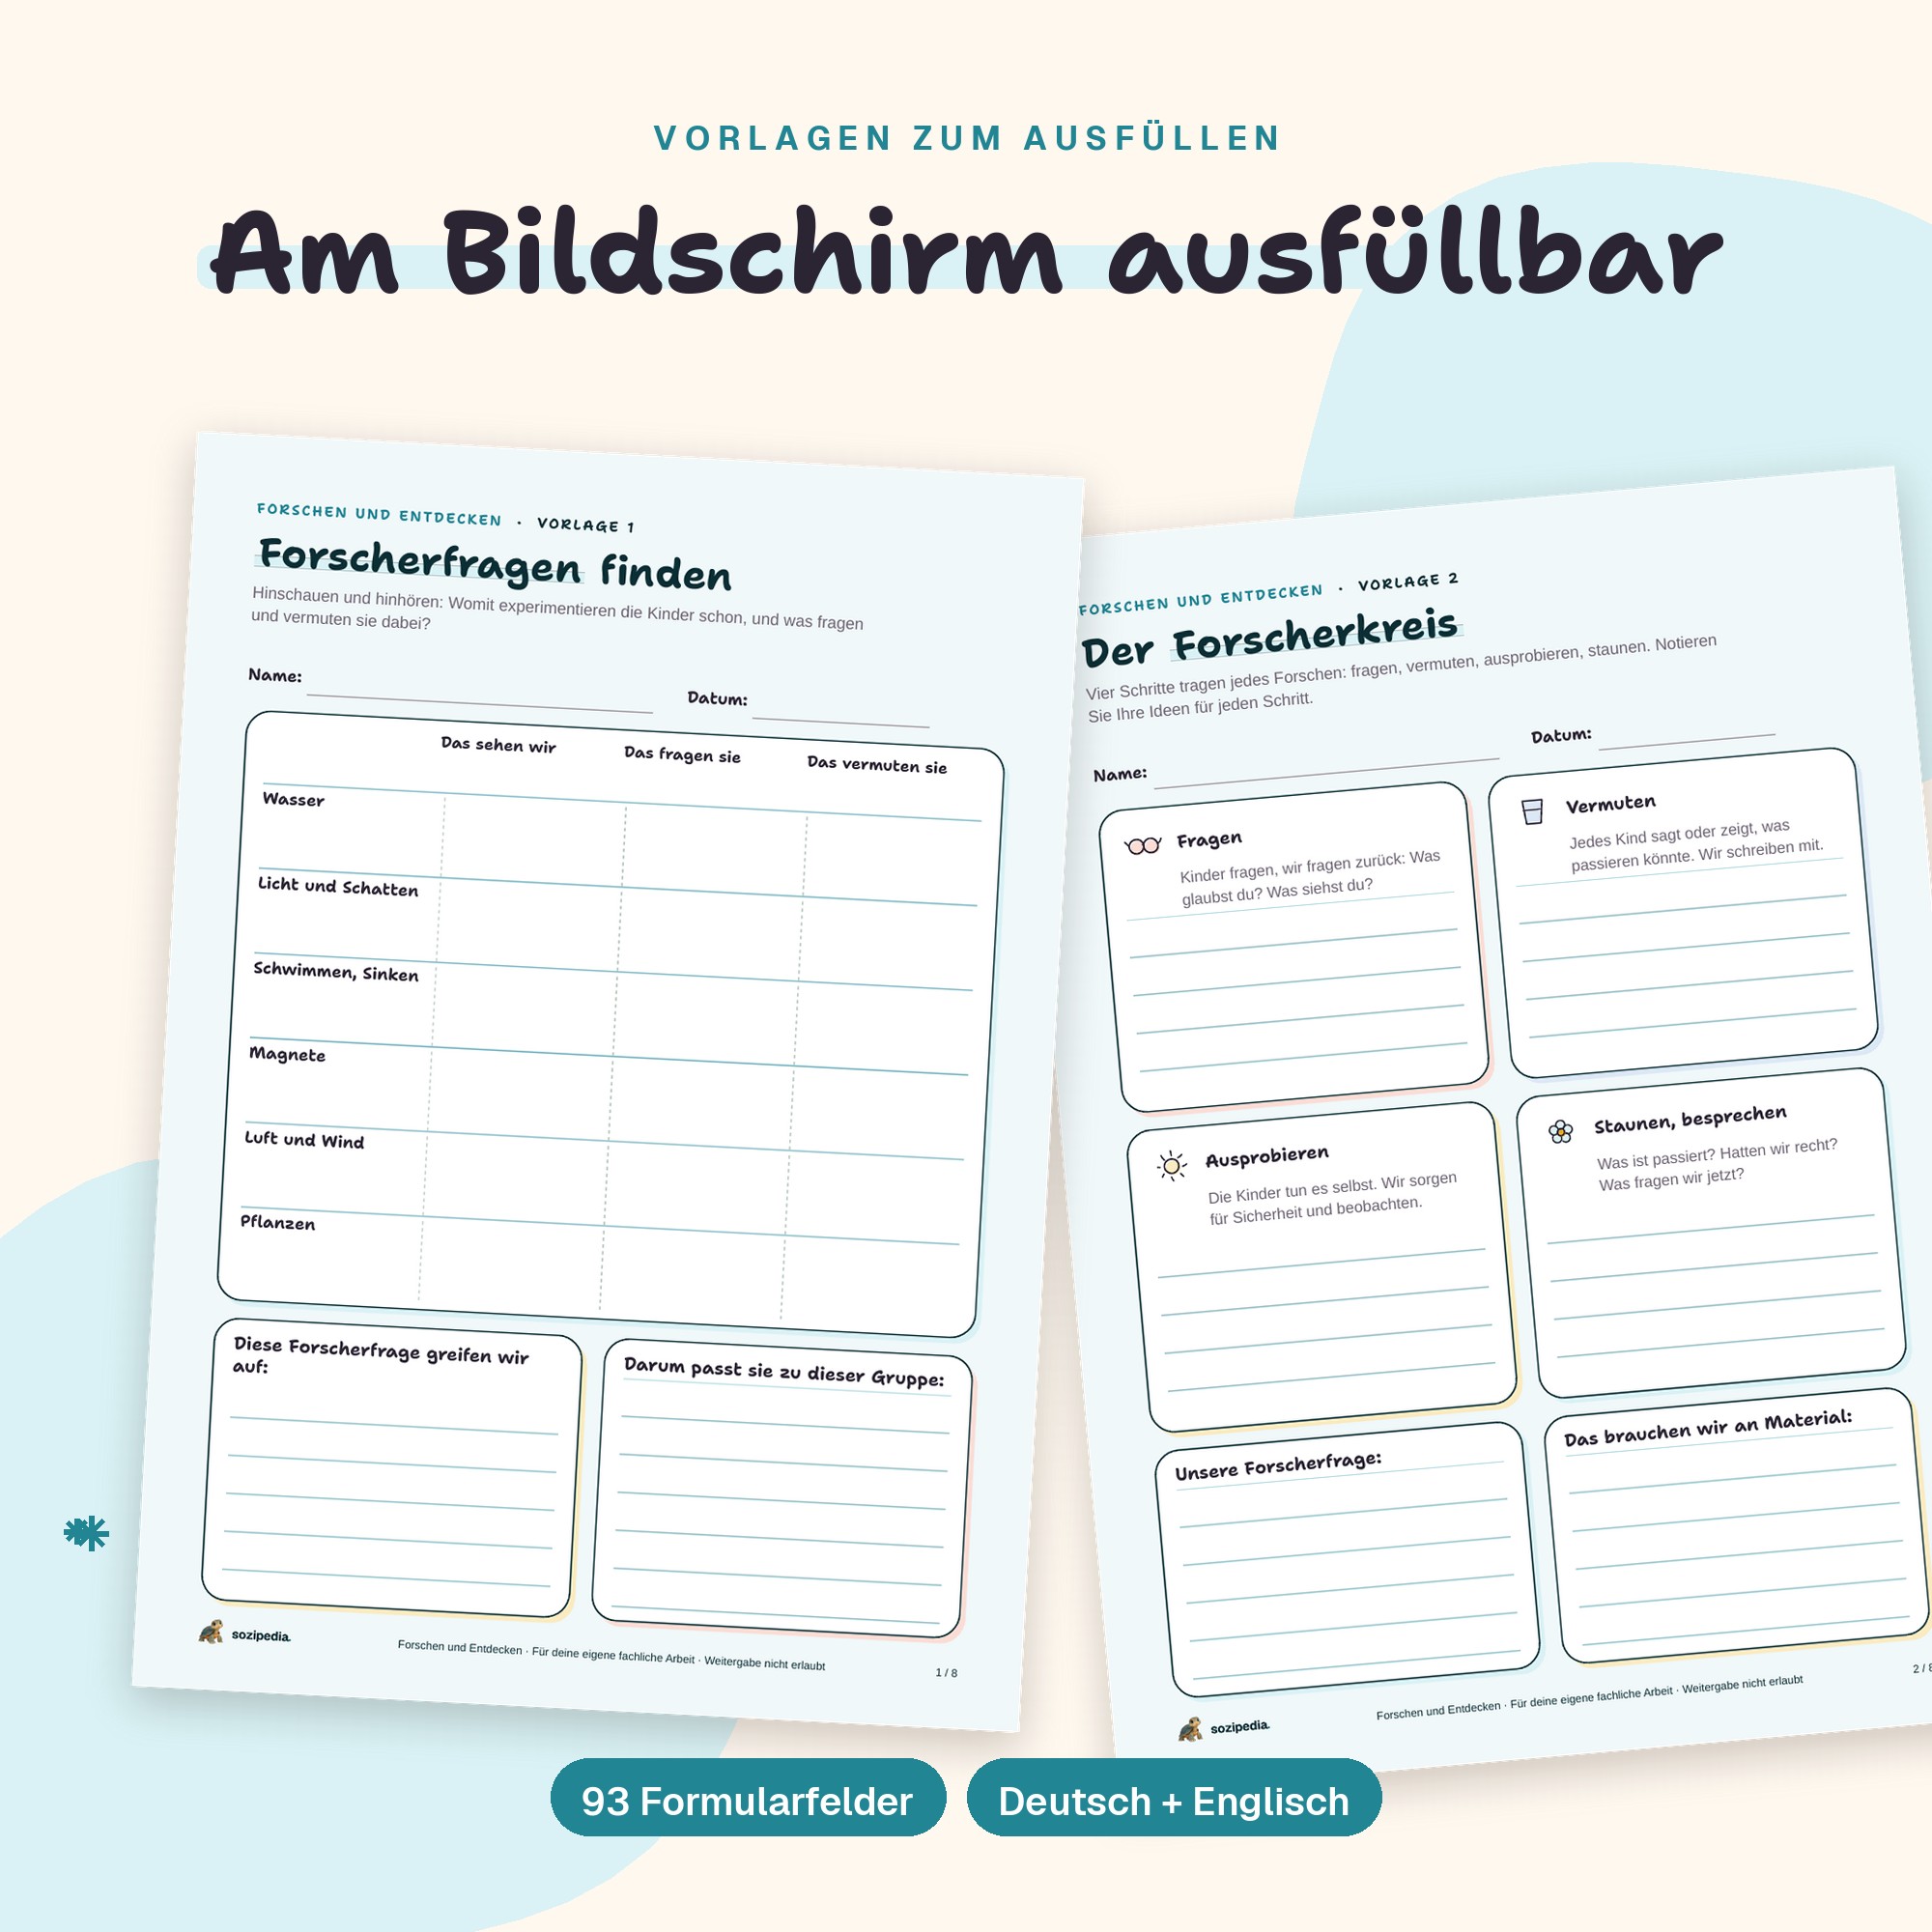 VORLAGEN ZUM AUSFÜLLEN
Am Bildschirm ausfüllbar
FORSCHEN UND ENTDECKEN · VORLAGE 1
Forscherfragen finden
Hinschauen und hinhören: Womit experimentieren die Kinder schon, und was fragen
und vermuten sie dabei?
Name:
Datum:
Das sehen wir
Das fragen sie
Das vermuten sie
Wasser
Licht und Schatten
Schwimmen, Sinken
Magnete
Luft und Wind
Pflanzen
Diese Forscherfrage greifen wir
auf:
Darum passt sie zu dieser Gruppe:
sozipedia.
Forschen und Entdecken · Für deine eigene fachliche Arbeit · Weitergabe nicht erlaubt
1 / 8
FORSCHEN UND ENTDECKEN · VORLAGE 2
Der Forscherkreis
Vier Schritte tragen jedes Forschen: fragen, vermuten, ausprobieren, staunen. Notieren
Sie Ihre Ideen für jeden Schritt.
Name:
Datum:
Fragen
Kinder fragen, wir fragen zurück: Was
glaubst du? Was siehst du?
Vermuten
Jedes Kind sagt oder zeigt, was
passieren könnte. Wir schreiben mit.
Ausprobieren
Die Kinder tun es selbst. Wir sorgen
für Sicherheit und beobachten.
Staunen, besprechen
Was ist passiert? Hatten wir recht?
Was fragen wir jetzt?
Unsere Forscherfrage:
Das brauchen wir an Material:
sozipedia.
Forschen und Entdecken · Für deine eigene fachliche Arbeit · Weitergabe nicht erlaubt
2 / 8
93 Formularfelder
Deutsch + Englisch